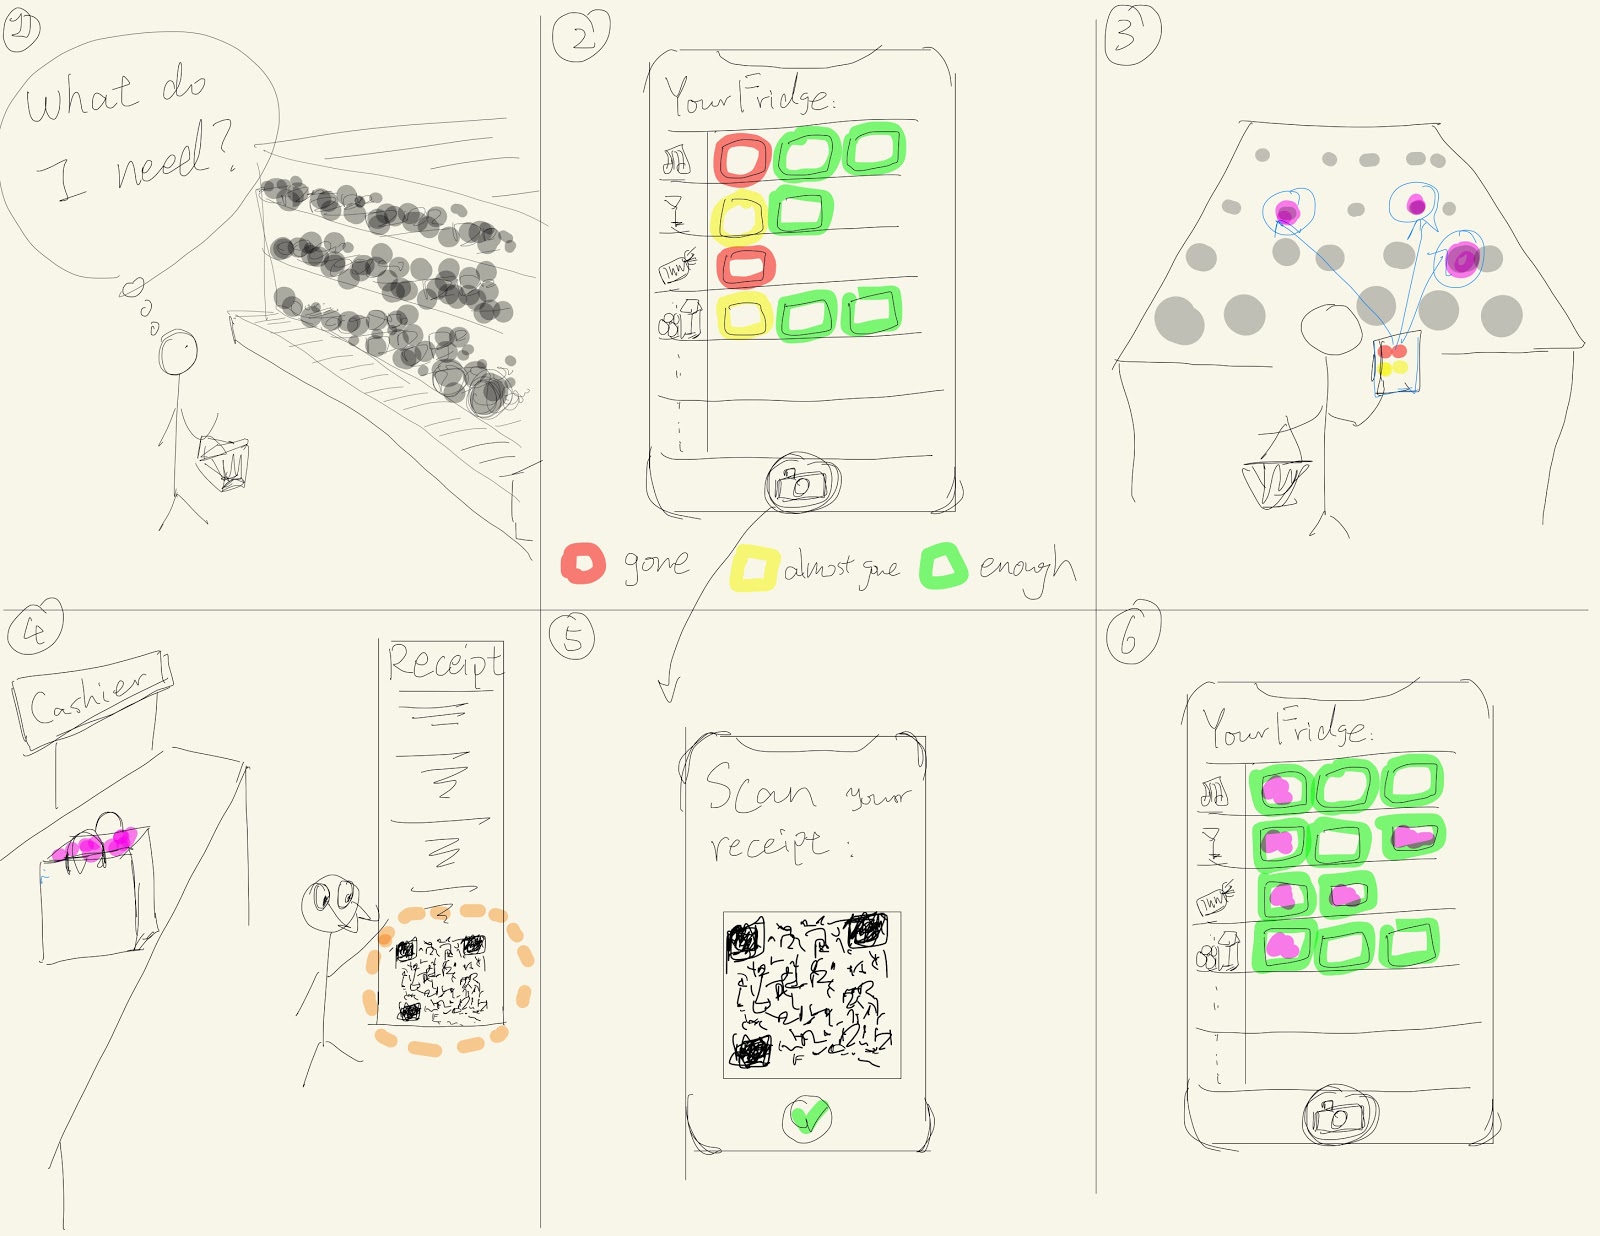 1
What do
I need?
2
Your Fridge:
gone
almost gone
enough
3
4
Cashier
Receipt
5
Scan your
receipt:
6
Your Fridge: